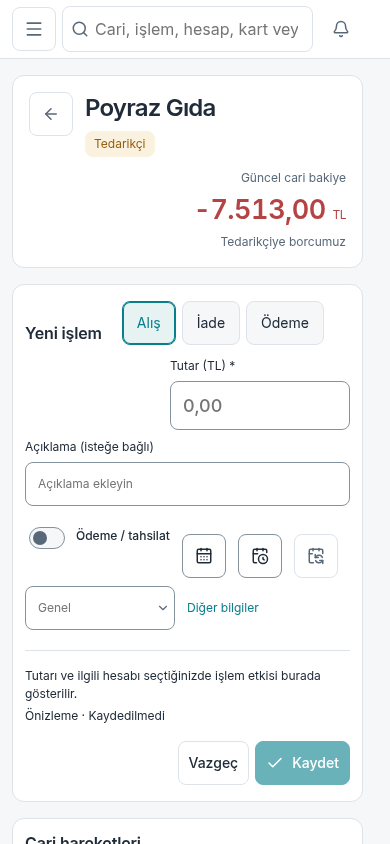 Cari, işlem, hesap, kart vey
Poyraz Gıda
Tedarikçi
Güncel cari bakiye
-7.513,00 TL
Tedarikçiye borcumuz
Yeni işlem
Alış
İade
Ödeme
Tutar (TL) *
0,00
Açıklama (isteğe bağlı)
Açıklama ekleyin
Ödeme / tahsilat
Genel
Diğer bilgiler
Tutarı ve ilgili hesabı seçtiğinizde işlem etkisi burada
gösterilir.
Önizleme · Kaydedilmedi
Vazgeç
Kaydet
Cari hareketleri